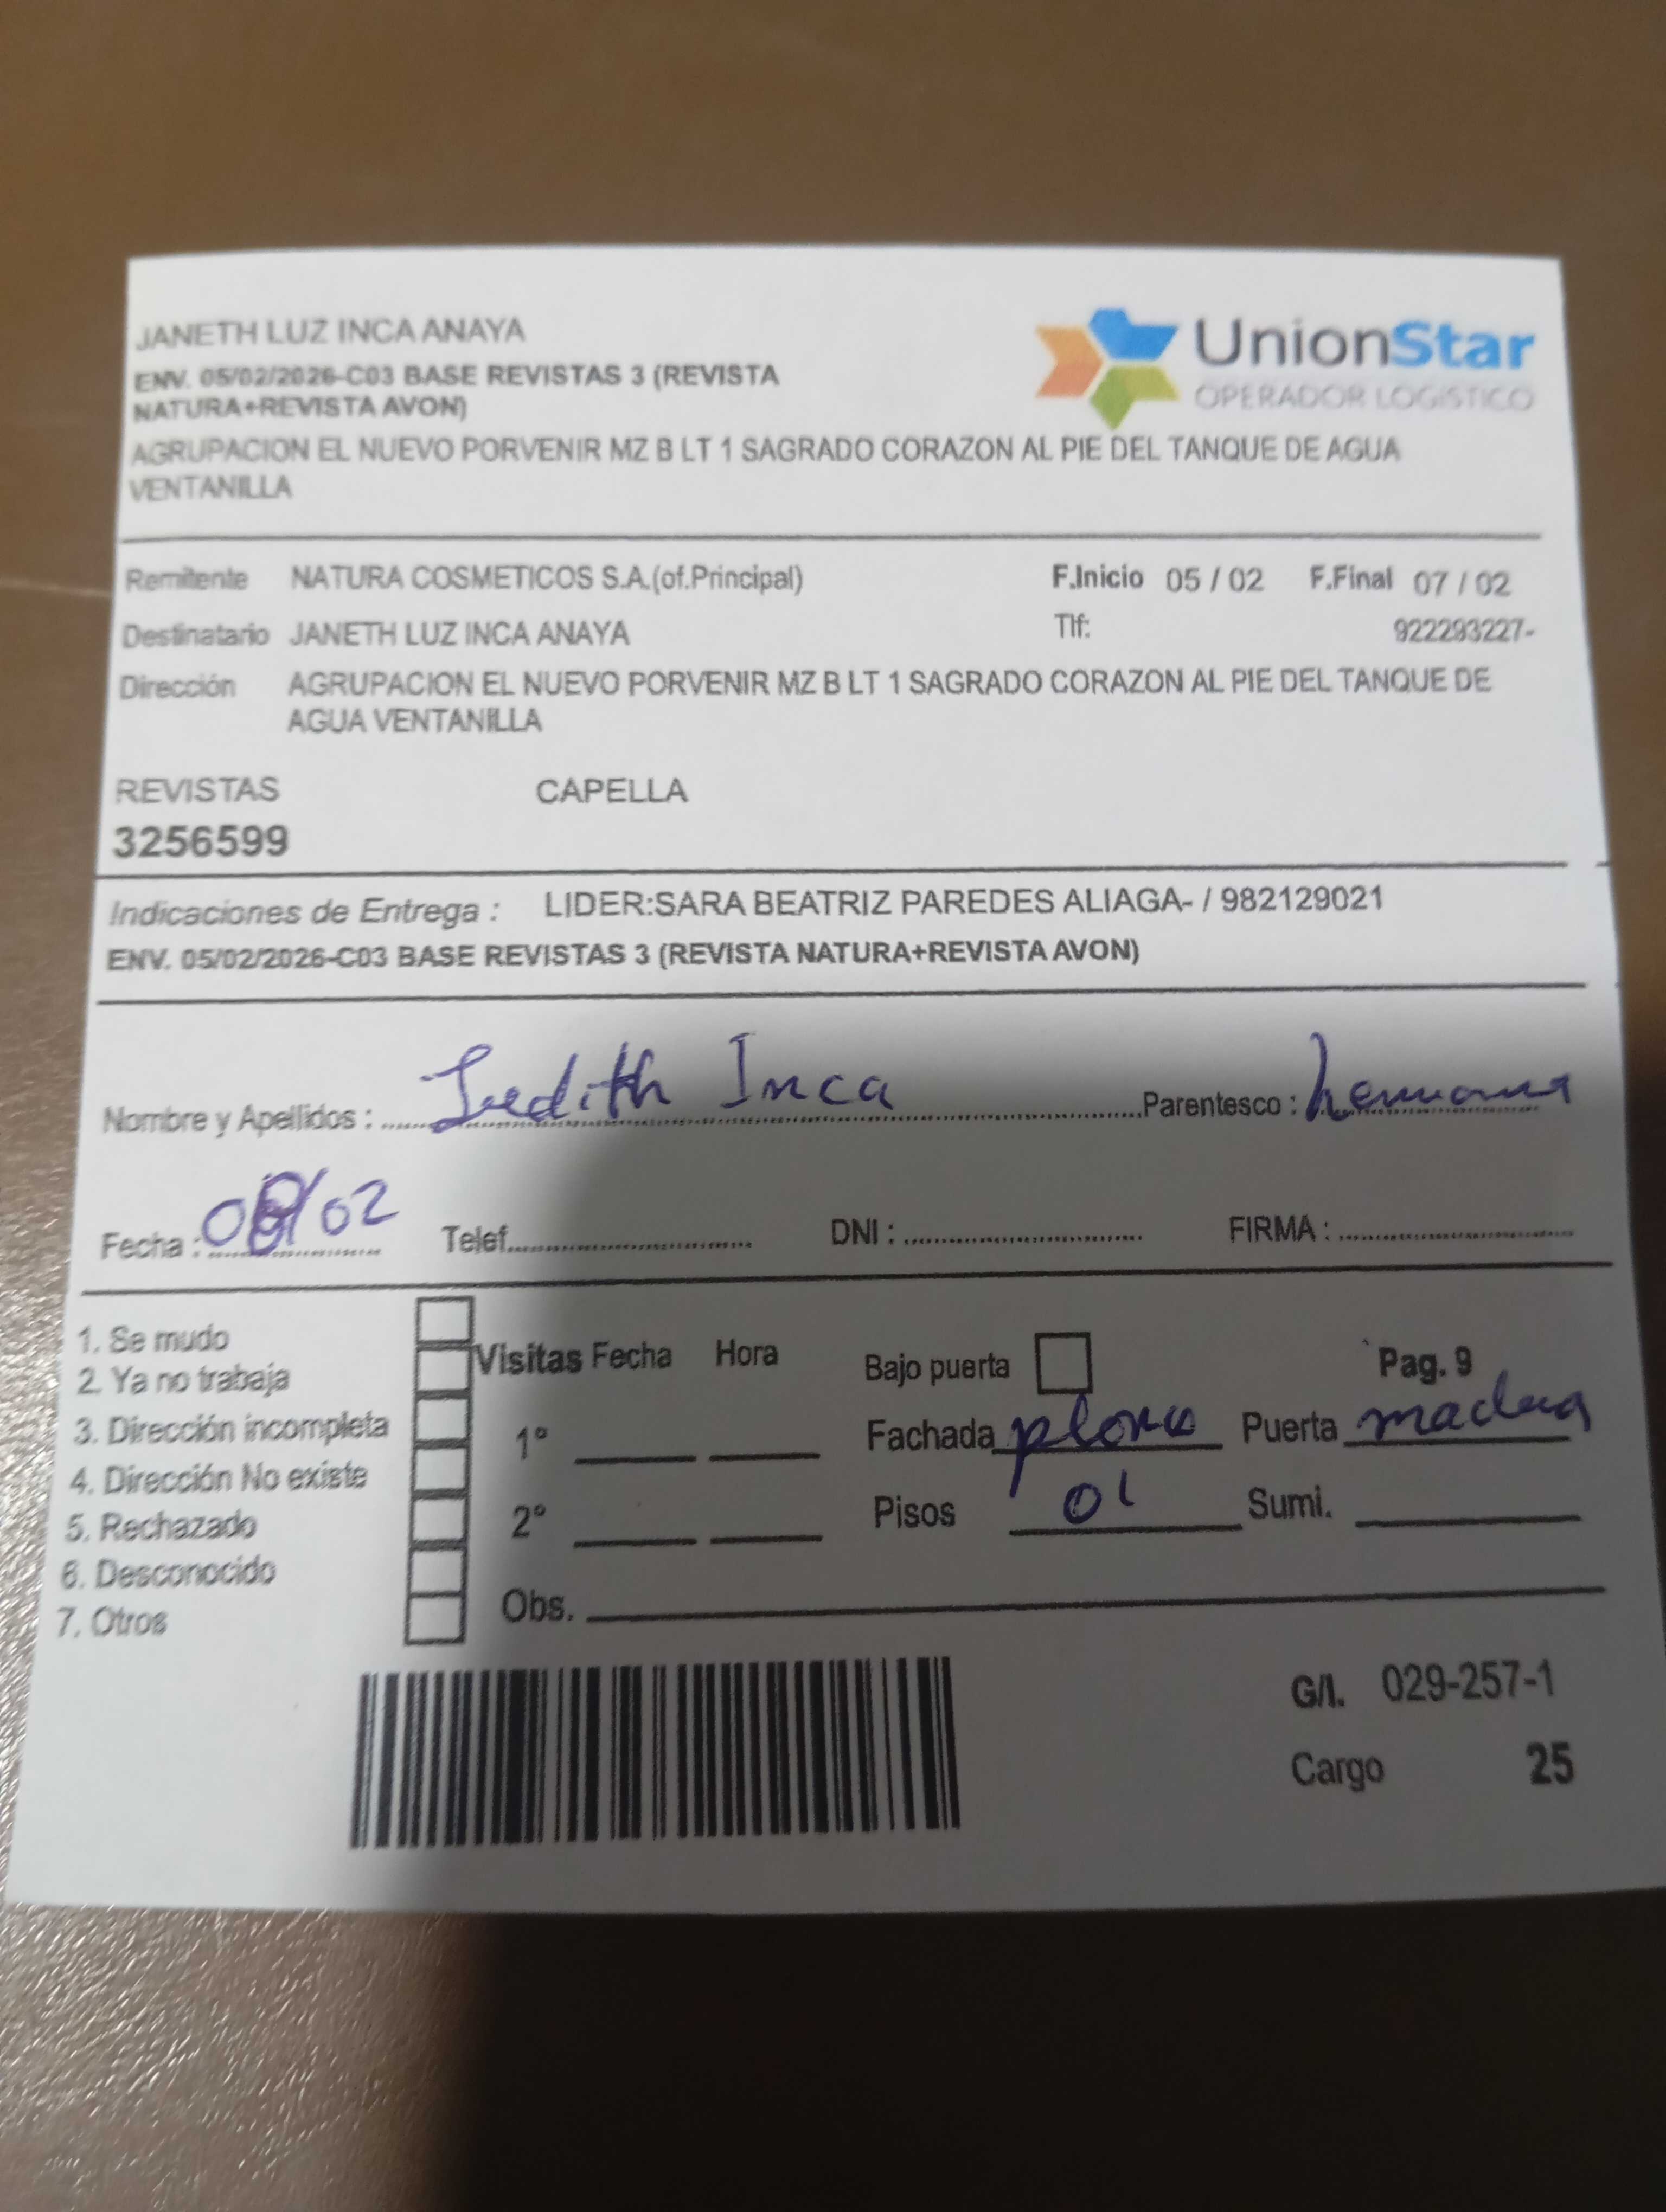 JANETH LUZ INCA ANAYA
ENV. 05/02/2026-C03 BASE REVISTAS 3 (REVISTA
NATURA+REVISTA AVON)
UnionStar
OPERADOR LOGÍSTICO
AGRUPACION EL NUEVO PORVENIR MZ B LT 1 SAGRADO CORAZON AL PIE DEL TANQUE DE AGUA
VENTANILLA
Remitente NATURA COSMETICOS S.A.(of.Principal) F.Inicio 05 / 02 F.Final 07 / 02
Destinatario JANETH LUZ INCA ANAYA Tlf: 922293227-
Dirección AGRUPACION EL NUEVO PORVENIR MZ B LT 1 SAGRADO CORAZON AL PIE DEL TANQUE DE
AGUA VENTANILLA
REVISTAS CAPELLA
3256599
Indicaciones de Entrega : LIDER:SARA BEATRIZ PAREDES ALIAGA- / 982129021
ENV. 05/02/2026-C03 BASE REVISTAS 3 (REVISTA NATURA+REVISTA AVON)
Nombre y Apellidos : Judith Inca Parentesco : hermana
Fecha : /02 Telef. DNI : FIRMA :
1. Se mudo
2. Ya no trabaja
3. Dirección incompleta
4. Dirección No existe
5. Rechazado
6. Desconocido
7. Otros
Visitas Fecha Hora Bajo puerta Pag. 9
1° Fachada plomo Puerta madera
2° Pisos 01 Sumi.
Obs.
G/I. 029-257-1
Cargo 25